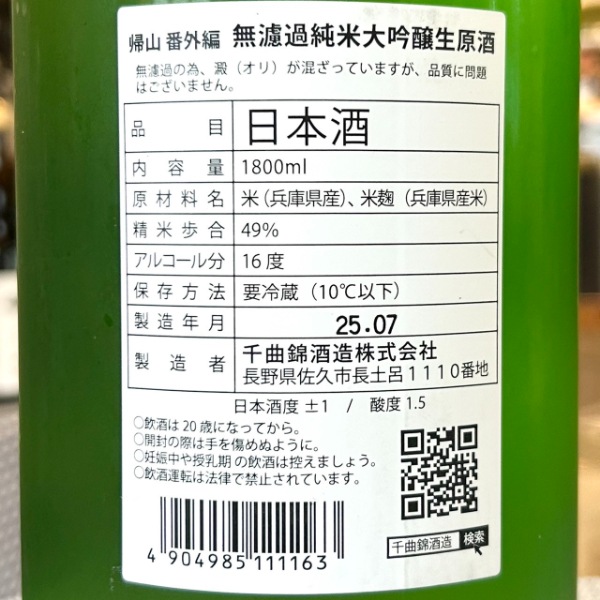 帰山 番外編 無濾過純米大吟醸生原酒
無濾過の為、澱（オリ）が混ざっていますが、品質に問題
はございません。
品目 日本酒
内容量 1800ml
原材料名 米（兵庫県産）、米麹（兵庫県産米）
精米歩合 49%
アルコール分 16度
保存方法 要冷蔵（10℃以下）
製造年月 25.07
製造者 千曲錦酒造株式会社
長野県佐久市長土呂1110番地
日本酒度 ±1 / 酸度 1.5
○飲酒は20歳になってから。
○開封の際は手を傷めぬように。
○妊娠中や授乳期の飲酒は控えましょう。
○飲酒運転は法律で禁止されています。
千曲錦酒造 検索
4 904985 111163